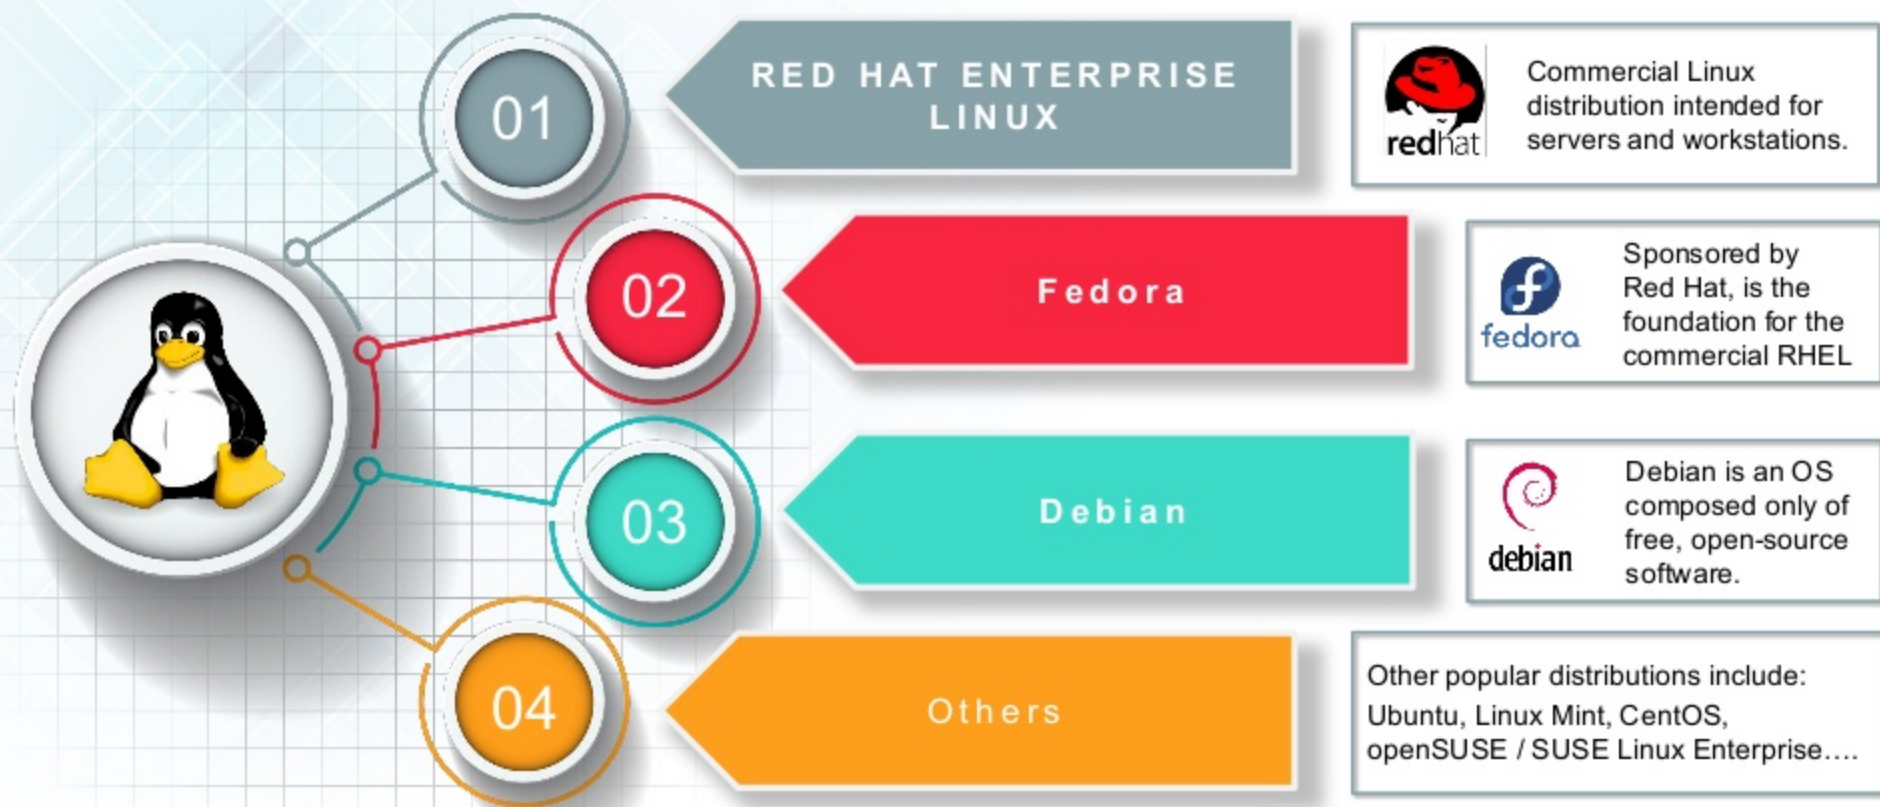 01
RED HAT ENTERPRISE
LINUX
redhat
Commercial Linux
distribution intended for
servers and workstations.
02
Fedora
fedora
Sponsored by
Red Hat, is the
foundation for the
commercial RHEL
03
Debian
debian
Debian is an OS
composed only of
free, open-source
software.
04
Others
Other popular distributions include:
Ubuntu, Linux Mint, CentOS,
openSUSE / SUSE Linux Enterprise....